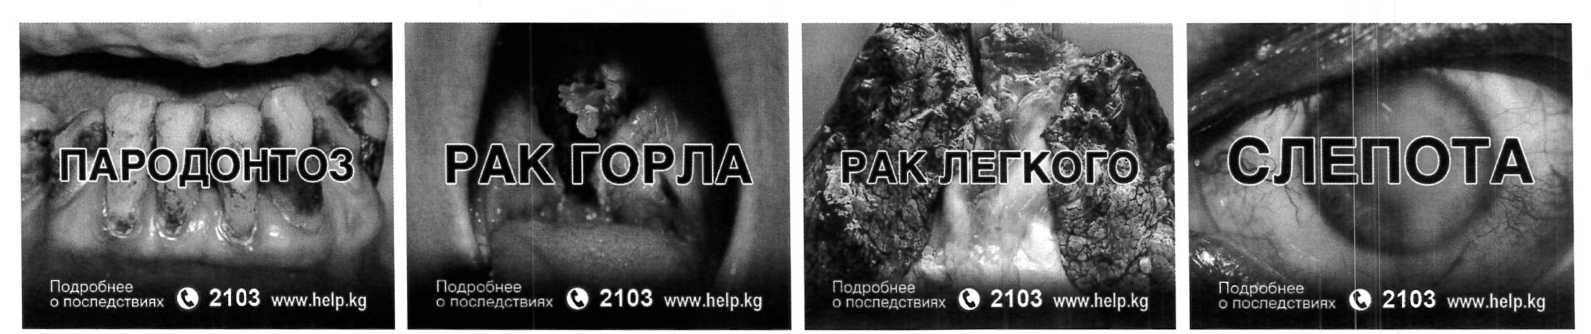 ПАРОДОНТОЗ
Подробнее
о последствиях 2103 www.help.kg
РАК ГОРЛА
Подробнее
о последствиях 2103 www.help.kg
РАК ЛЕГКОГО
Подробнее
о последствиях 2103 www.help.kg
СЛЕПОТА
Подробнее
о последствиях 2103 www.help.kg